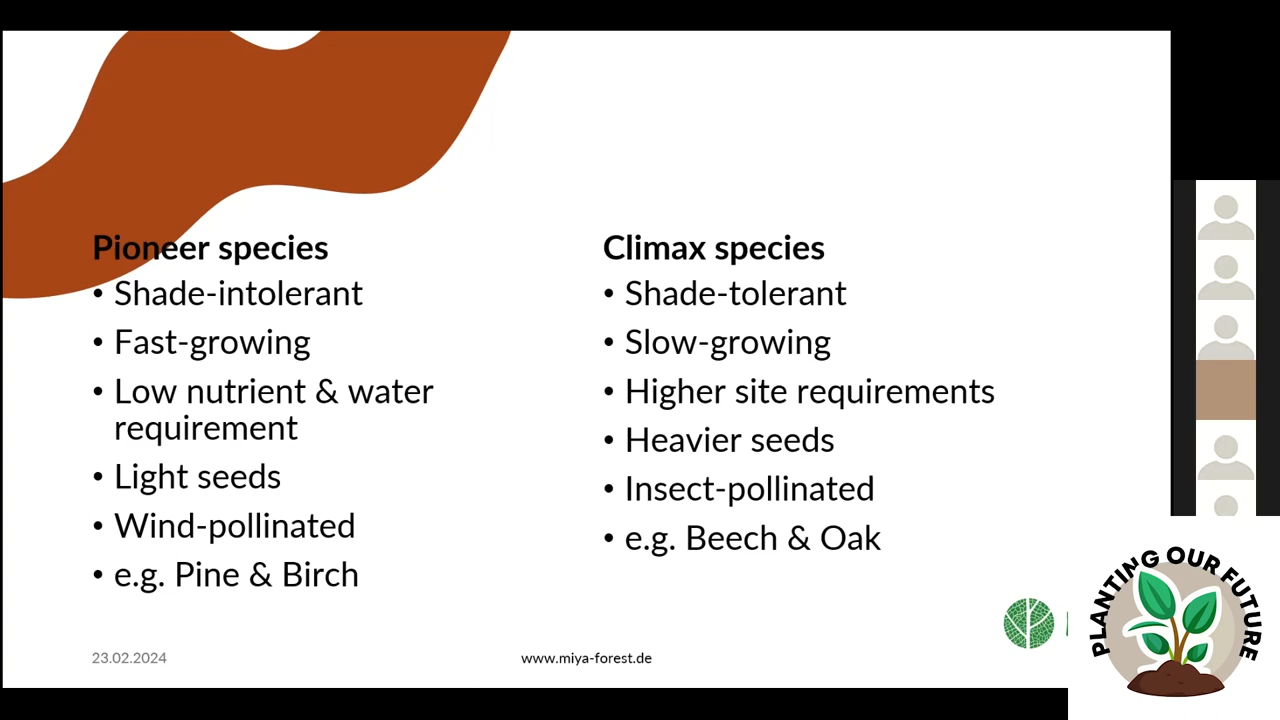 Pioneer species
• Shade-intolerant
• Fast-growing
• Low nutrient & water
requirement
• Light seeds
• Wind-pollinated
• e.g. Pine & Birch
Climax species
• Shade-tolerant
• Slow-growing
• Higher site requirements
• Heavier seeds
• Insect-pollinated
• e.g. Beech & Oak
23.02.2024
www.miya-forest.de
PLANTING OUR FUTURE